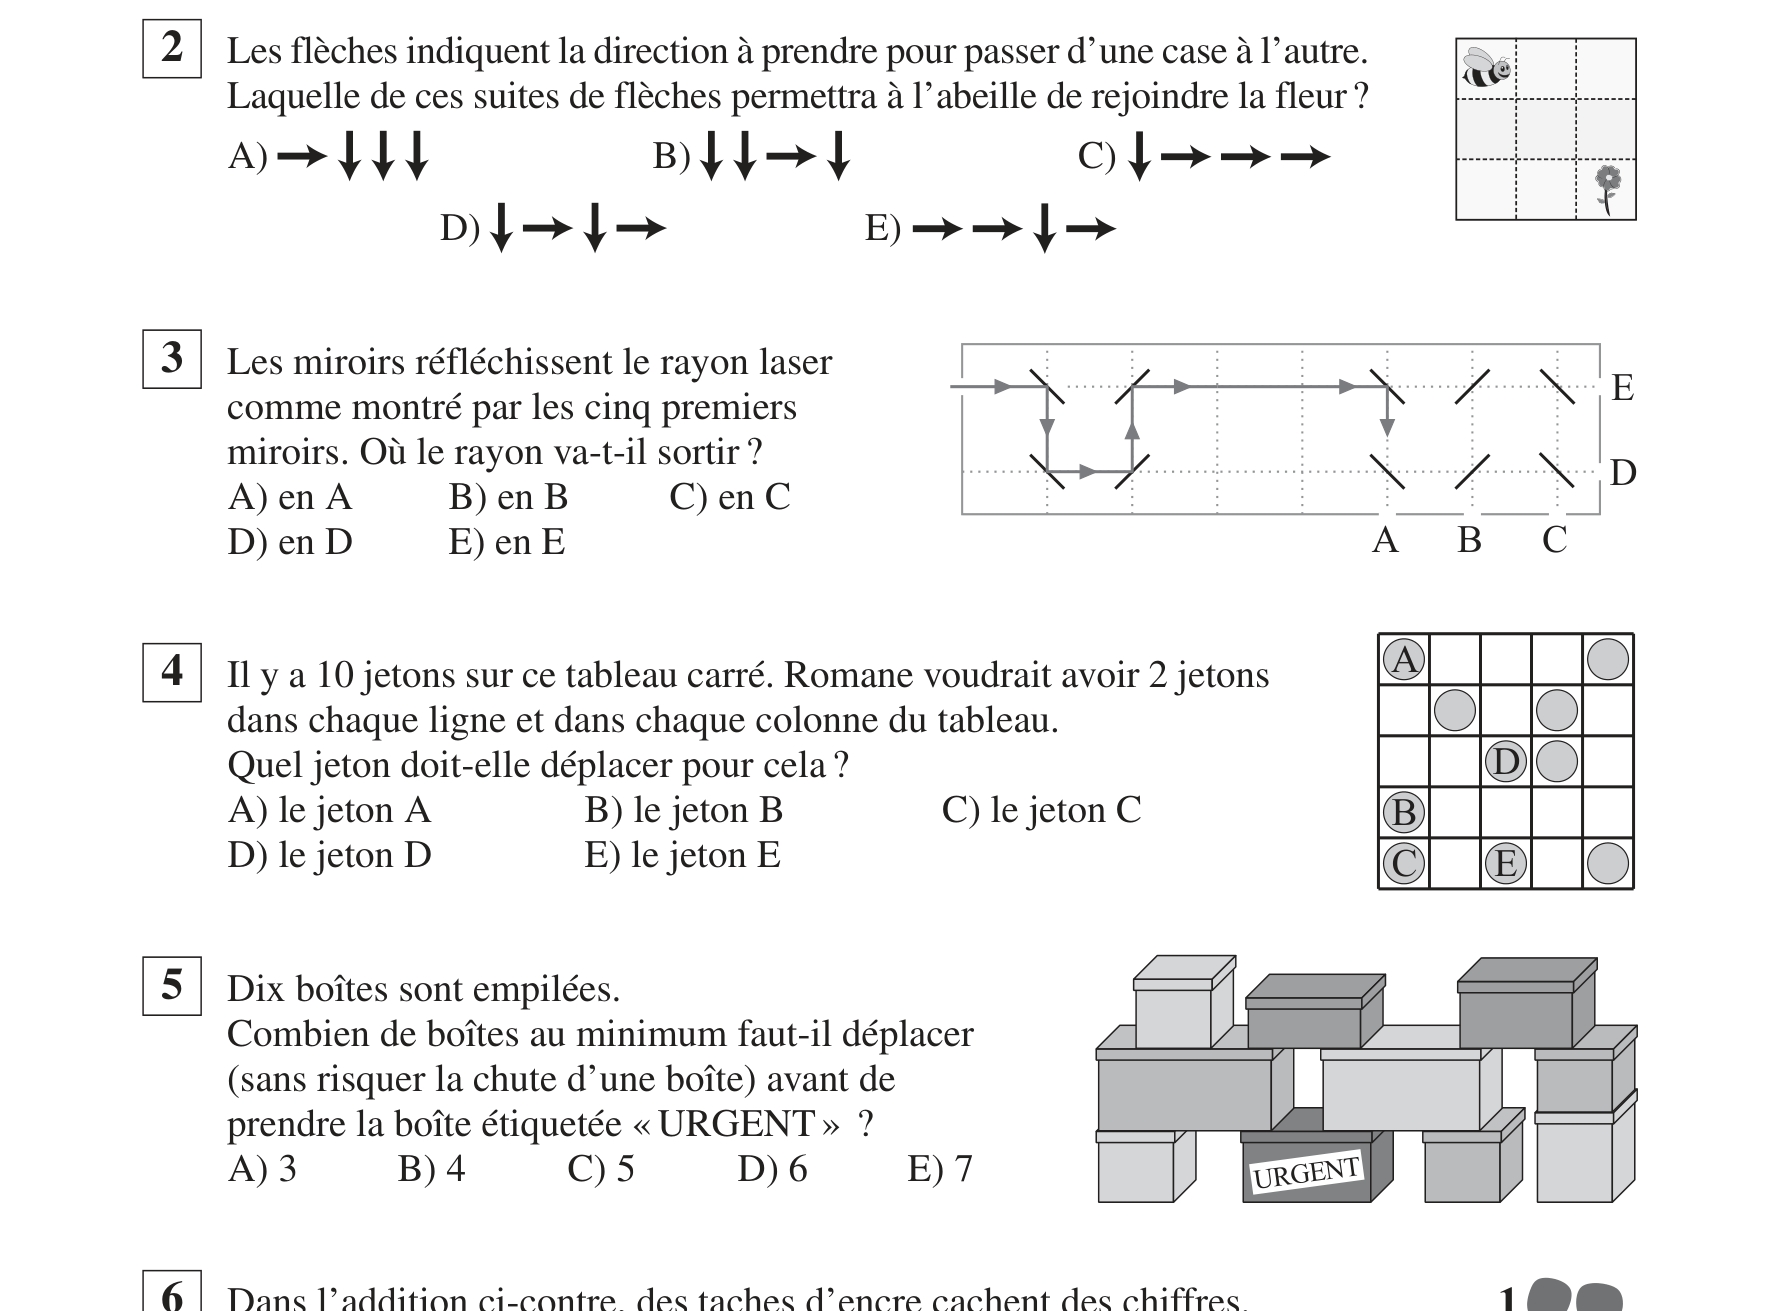 2 Les flèches indiquent la direction à prendre pour passer d’une case à l’autre.
Laquelle de ces suites de flèches permettra à l’abeille de rejoindre la fleur ?
A) → ↓ ↓ ↓ B) ↓ ↓ → ↓ C) ↓ → → →
D) ↓ → ↓ → E) → → ↓ →
3 Les miroirs réfléchissent le rayon laser
comme montré par les cinq premiers
miroirs. Où le rayon va-t-il sortir ?
A) en A B) en B C) en C
D) en D E) en E
E
D
A B C
4 Il y a 10 jetons sur ce tableau carré. Romane voudrait avoir 2 jetons
dans chaque ligne et dans chaque colonne du tableau.
Quel jeton doit-elle déplacer pour cela ?
A) le jeton A B) le jeton B C) le jeton C
D) le jeton D E) le jeton E
A
D
B
C E
5 Dix boîtes sont empilées.
Combien de boîtes au minimum faut-il déplacer
(sans risquer la chute d’une boîte) avant de
prendre la boîte étiquetée « URGENT » ?
A) 3 B) 4 C) 5 D) 6 E) 7
URGENT
6 Dans l’addition ci-contre, des taches d’encre cachent des chiffres.
1